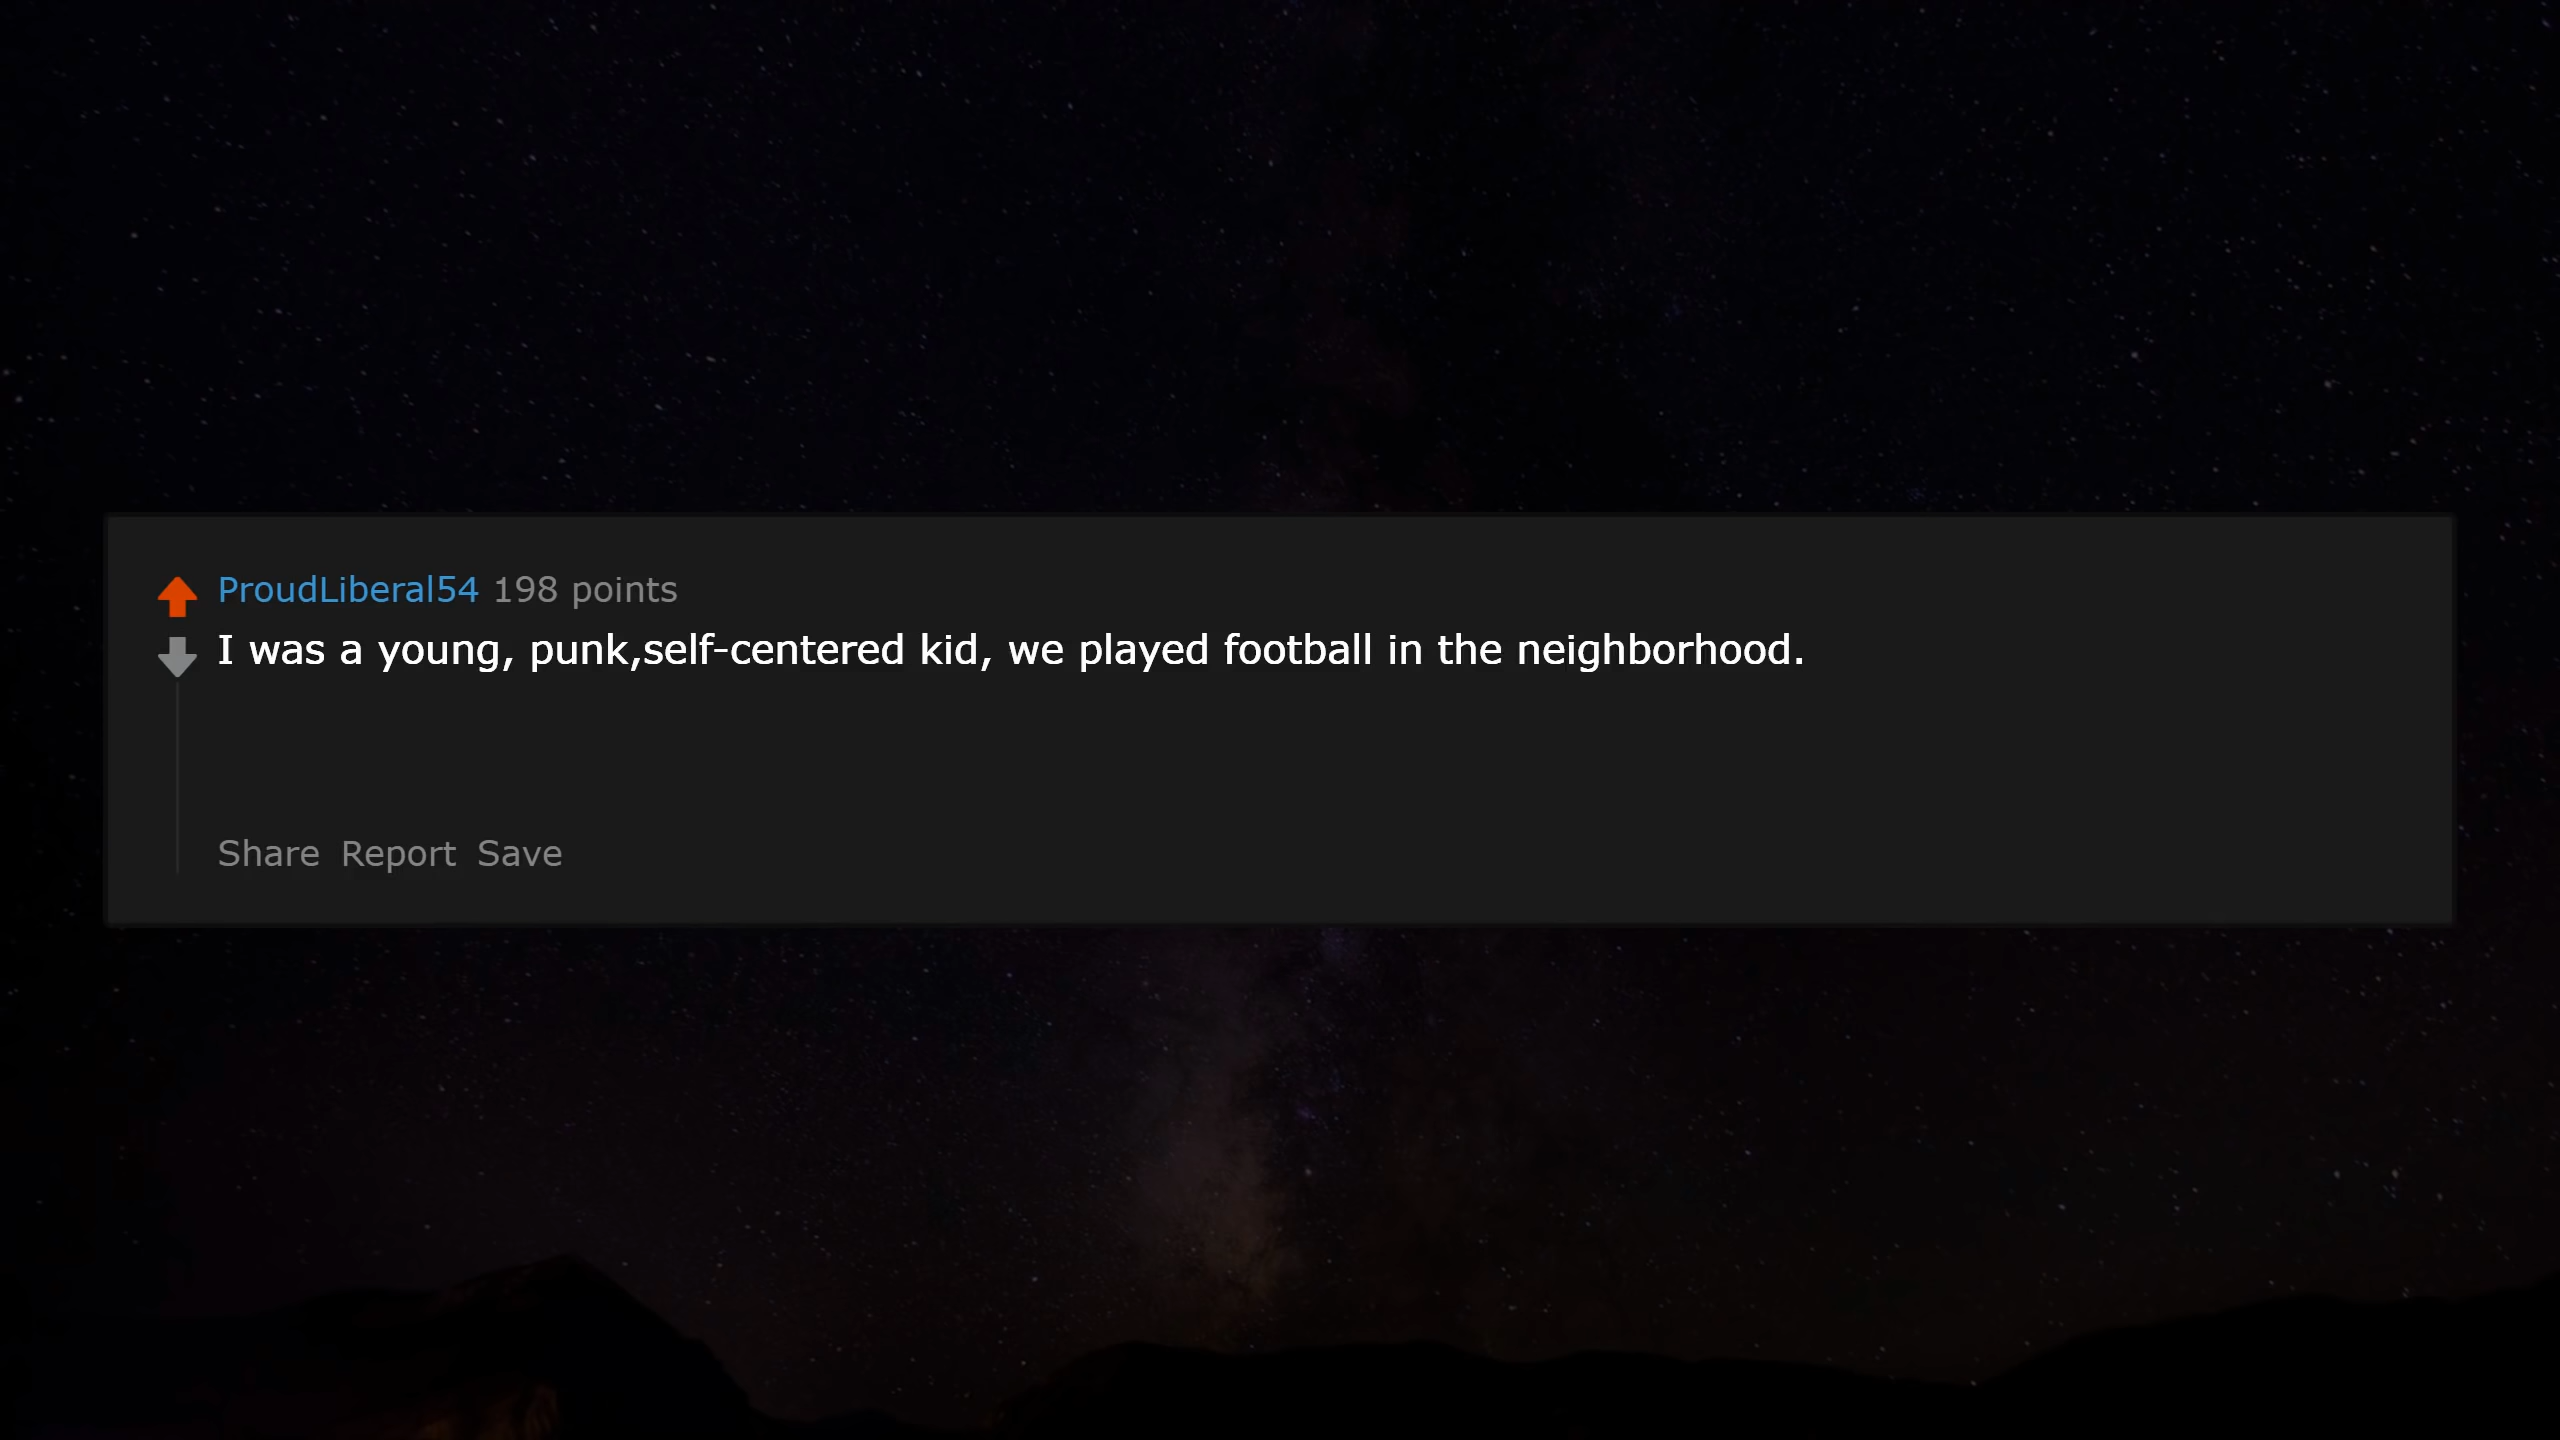 ProudLiberal54 198 points
I was a young, punk,self-centered kid, we played football in the neighborhood.
Share Report Save